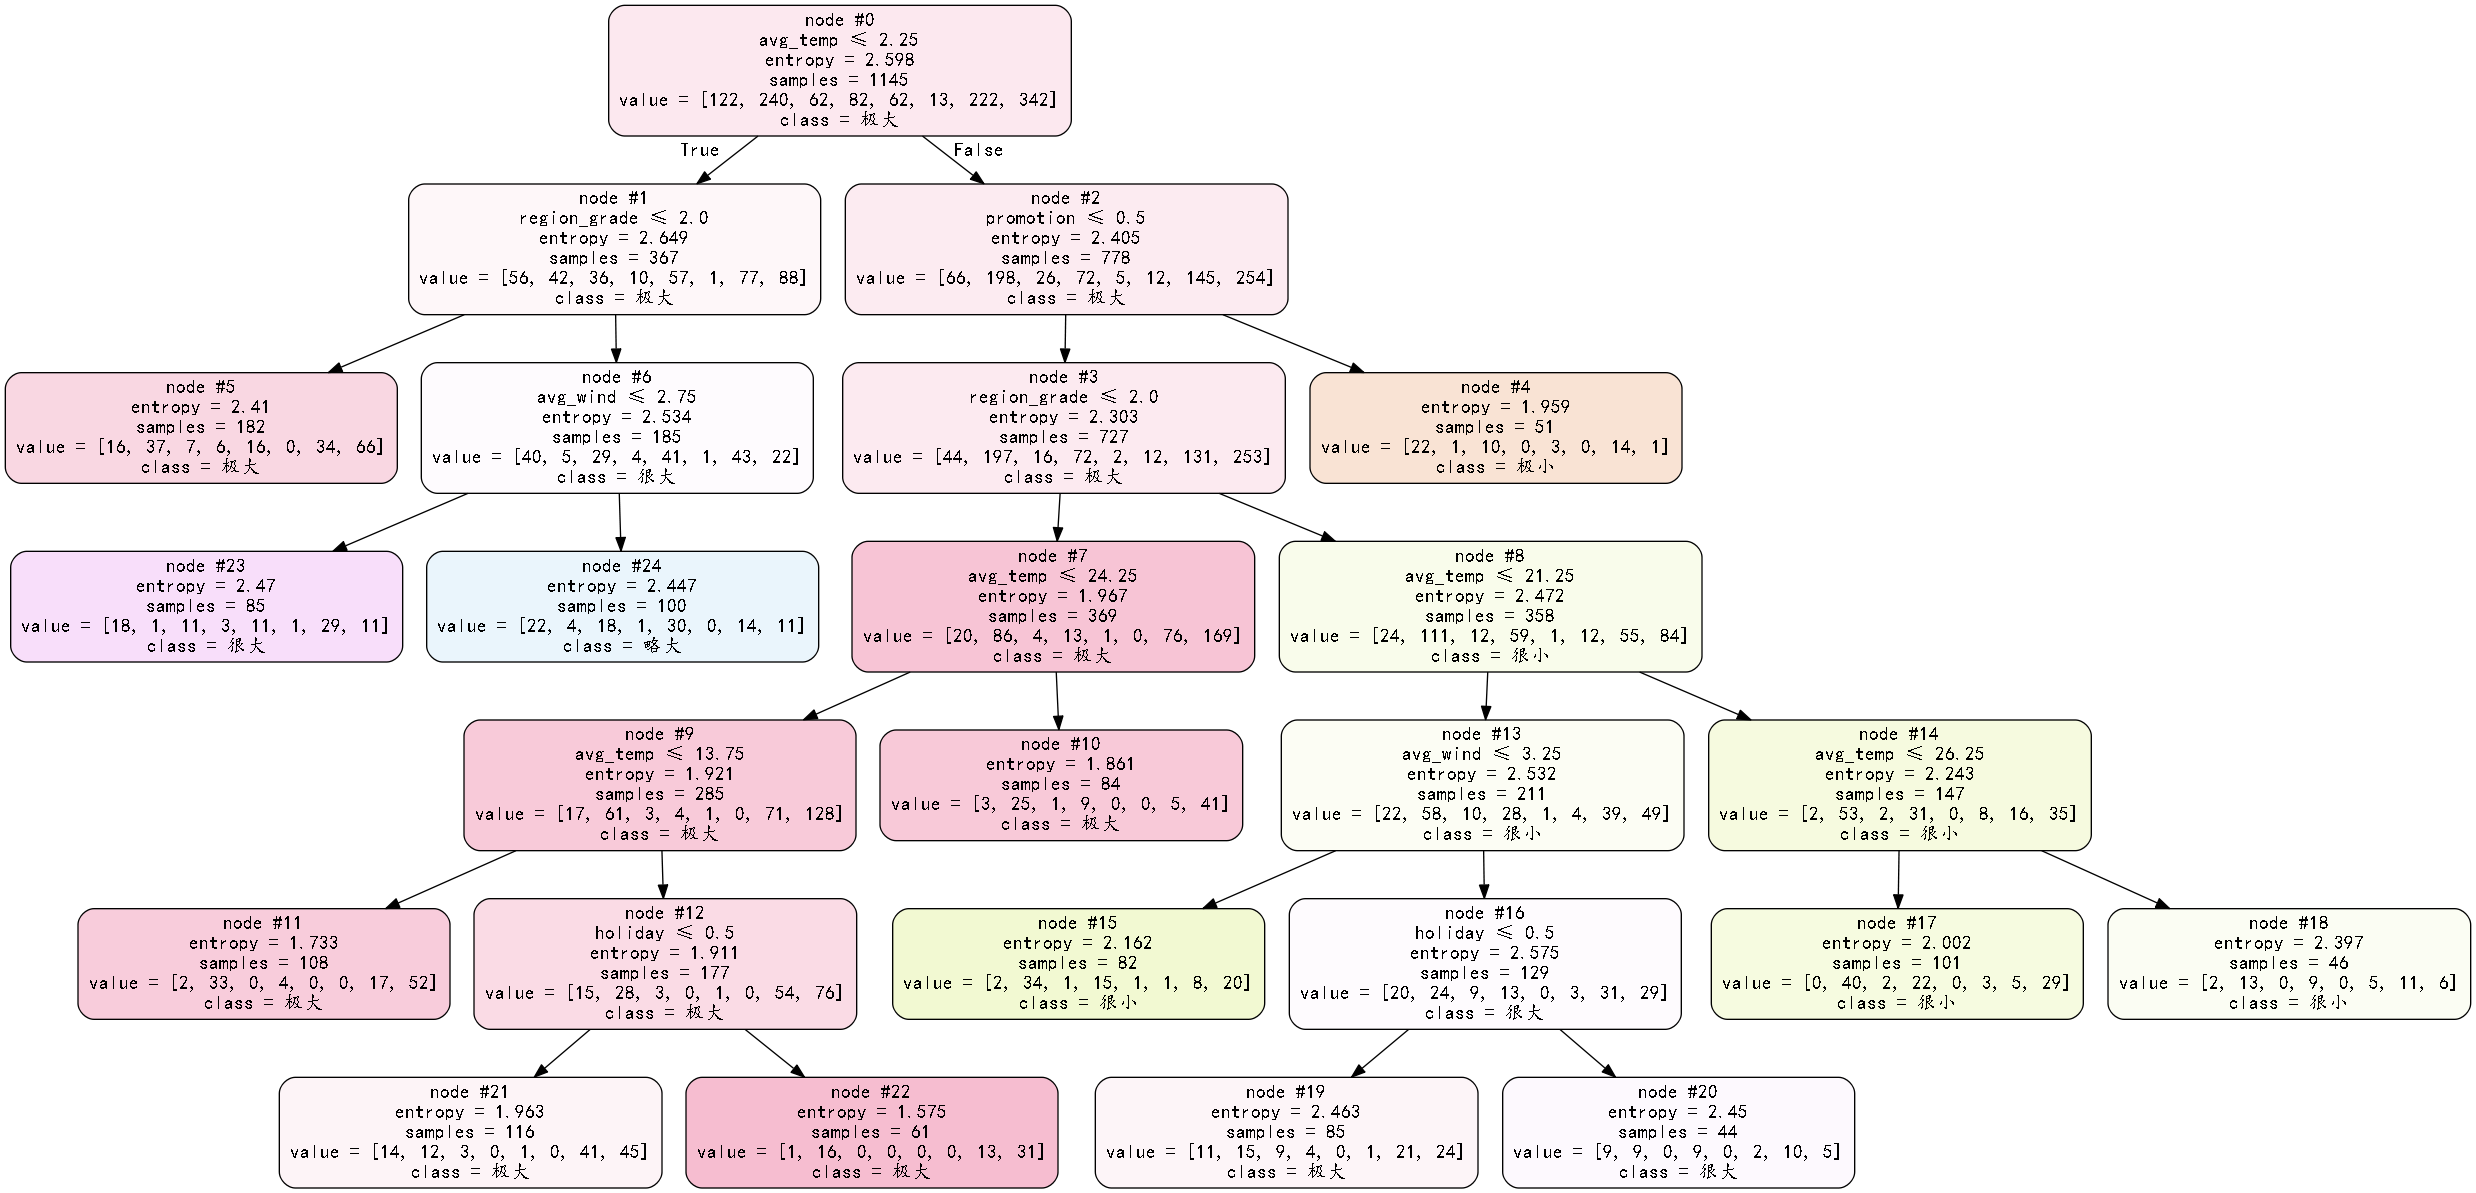 node #0
avg_temp ≤ 2.25
entropy = 2.598
samples = 1145
value = [122, 240, 62, 82, 62, 13, 222, 342]
class = 极大
True
False
node #1
region_grade ≤ 2.0
entropy = 2.649
samples = 367
value = [56, 42, 36, 10, 57, 1, 77, 88]
class = 极大
node #2
promotion ≤ 0.5
entropy = 2.405
samples = 778
value = [66, 198, 26, 72, 5, 12, 145, 254]
class = 极大
node #5
entropy = 2.41
samples = 182
value = [16, 37, 7, 6, 16, 0, 34, 66]
class = 极大
node #6
avg_wind ≤ 2.75
entropy = 2.534
samples = 185
value = [40, 5, 29, 4, 41, 1, 43, 22]
class = 很大
node #3
region_grade ≤ 2.0
entropy = 2.303
samples = 727
value = [44, 197, 16, 72, 2, 12, 131, 253]
class = 极大
node #4
entropy = 1.959
samples = 51
value = [22, 1, 10, 0, 3, 0, 14, 1]
class = 极小
node #23
entropy = 2.47
samples = 85
value = [18, 1, 11, 3, 11, 1, 29, 11]
class = 很大
node #24
entropy = 2.447
samples = 100
value = [22, 4, 18, 1, 30, 0, 14, 11]
class = 略大
node #7
avg_temp ≤ 24.25
entropy = 1.967
samples = 369
value = [20, 86, 4, 13, 1, 0, 76, 169]
class = 极大
node #8
avg_temp ≤ 21.25
entropy = 2.472
samples = 358
value = [24, 111, 12, 59, 1, 12, 55, 84]
class = 很小
node #9
avg_temp ≤ 13.75
entropy = 1.921
samples = 285
value = [17, 61, 3, 4, 1, 0, 71, 128]
class = 极大
node #10
entropy = 1.861
samples = 84
value = [3, 25, 1, 9, 0, 0, 5, 41]
class = 极大
node #13
avg_wind ≤ 3.25
entropy = 2.532
samples = 211
value = [22, 58, 10, 28, 1, 4, 39, 49]
class = 很小
node #14
avg_temp ≤ 26.25
entropy = 2.243
samples = 147
value = [2, 53, 2, 31, 0, 8, 16, 35]
class = 很小
node #11
entropy = 1.733
samples = 108
value = [2, 33, 0, 4, 0, 0, 17, 52]
class = 极大
node #12
holiday ≤ 0.5
entropy = 1.911
samples = 177
value = [15, 28, 3, 0, 1, 0, 54, 76]
class = 极大
node #15
entropy = 2.162
samples = 82
value = [2, 34, 1, 15, 1, 1, 8, 20]
class = 很小
node #16
holiday ≤ 0.5
entropy = 2.575
samples = 129
value = [20, 24, 9, 13, 0, 3, 31, 29]
class = 很大
node #17
entropy = 2.002
samples = 101
value = [0, 40, 2, 22, 0, 3, 5, 29]
class = 很小
node #18
entropy = 2.397
samples = 46
value = [2, 13, 0, 9, 0, 5, 11, 6]
class = 很小
node #21
entropy = 1.963
samples = 116
value = [14, 12, 3, 0, 1, 0, 41, 45]
class = 极大
node #22
entropy = 1.575
samples = 61
value = [1, 16, 0, 0, 0, 0, 13, 31]
class = 极大
node #19
entropy = 2.463
samples = 85
value = [11, 15, 9, 4, 0, 1, 21, 24]
class = 极大
node #20
entropy = 2.45
samples = 44
value = [9, 9, 0, 9, 0, 2, 10, 5]
class = 很大